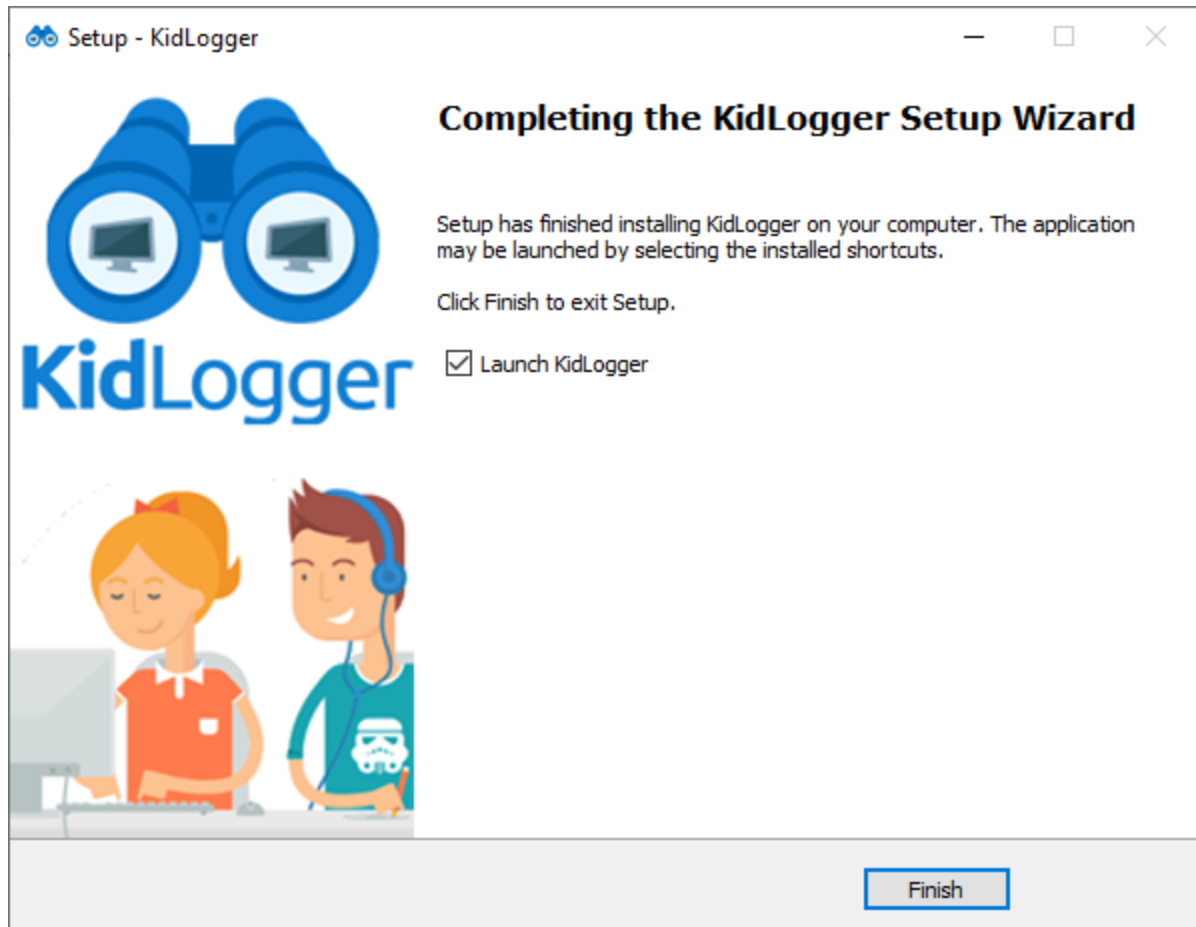 Setup - KidLogger
Completing the KidLogger Setup Wizard
Setup has finished installing KidLogger on your computer. The application
may be launched by selecting the installed shortcuts.
Click Finish to exit Setup.
Launch KidLogger
KidLogger
Finish